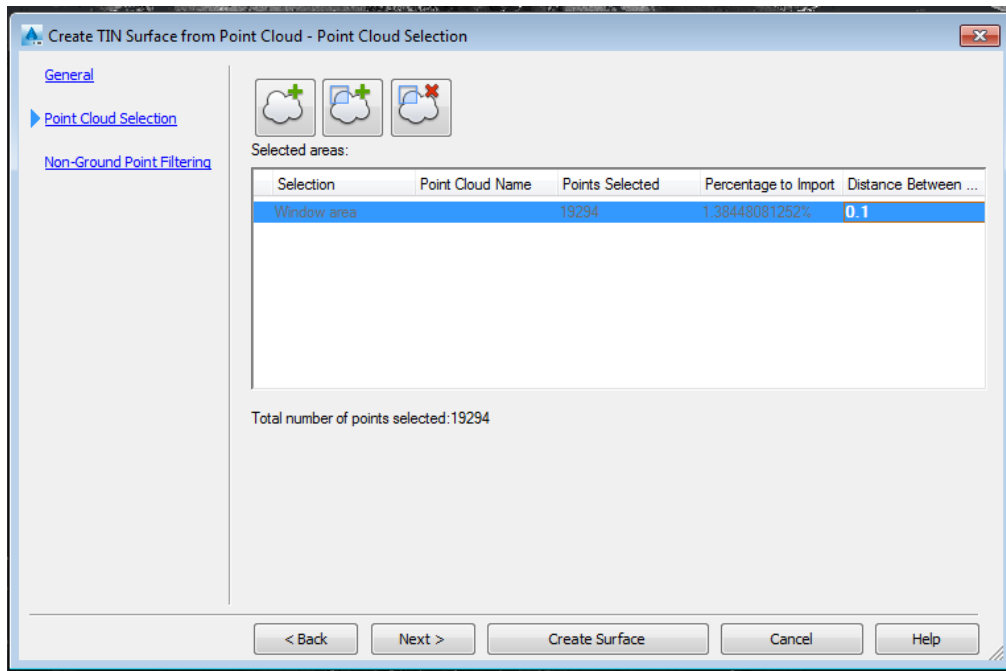 Create TIN Surface from Point Cloud - Point Cloud Selection
General
Point Cloud Selection
Non-Ground Point Filtering
Selected areas:
Selection Point Cloud Name Points Selected Percentage to Import Distance Between ...
Window area 19294 1.38448081252% 0.1
Total number of points selected:19294
< Back Next > Create Surface Cancel Help